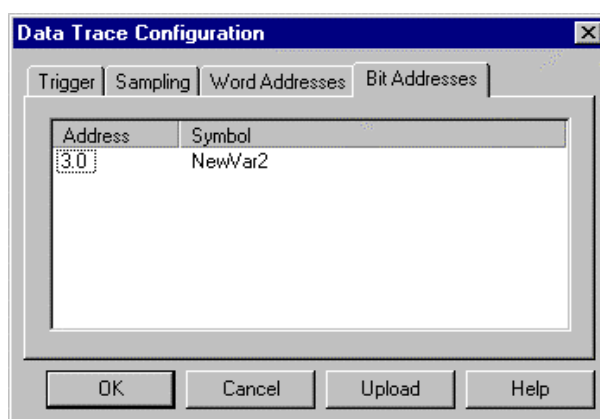 Data Trace Configuration
Trigger Sampling Word Addresses Bit Addresses
Address Symbol
3.0 NewVar2
OK Cancel Upload Help